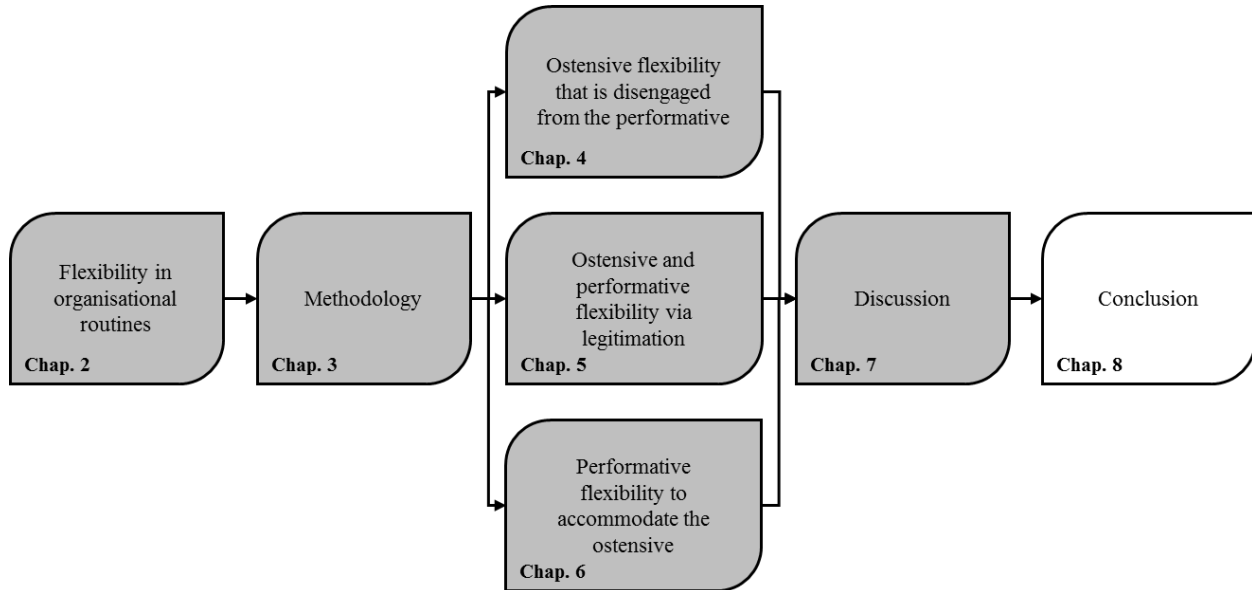 Flexibility in
organisational
routines
Chap. 2
Methodology
Chap. 3
Ostensive flexibility
that is disengaged
from the performative
Chap. 4
Ostensive and
performative
flexibility via
legitimation
Chap. 5
Performative
flexibility to
accommodate the
ostensive
Chap. 6
Discussion
Chap. 7
Conclusion
Chap. 8